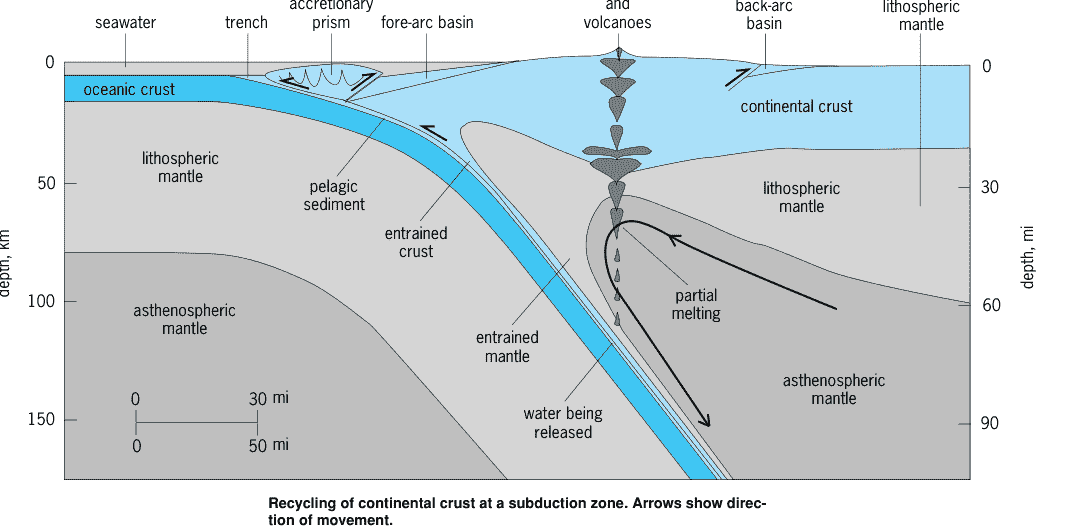 accretionary
prism
and
volcanoes
back-arc
basin
lithospheric
mantle
seawater
trench
fore-arc basin
0
0
oceanic crust
continental crust
lithospheric
mantle
50
pelagic
sediment
entrained
crust
lithospheric
mantle
30
depth, km
depth, mi
100
asthenospheric
mantle
entrained
mantle
partial
melting
60
asthenospheric
mantle
0
30 mi
0
50 mi
150
water being
released
90
Recycling of continental crust at a subduction zone. Arrows show direc-
tion of movement.